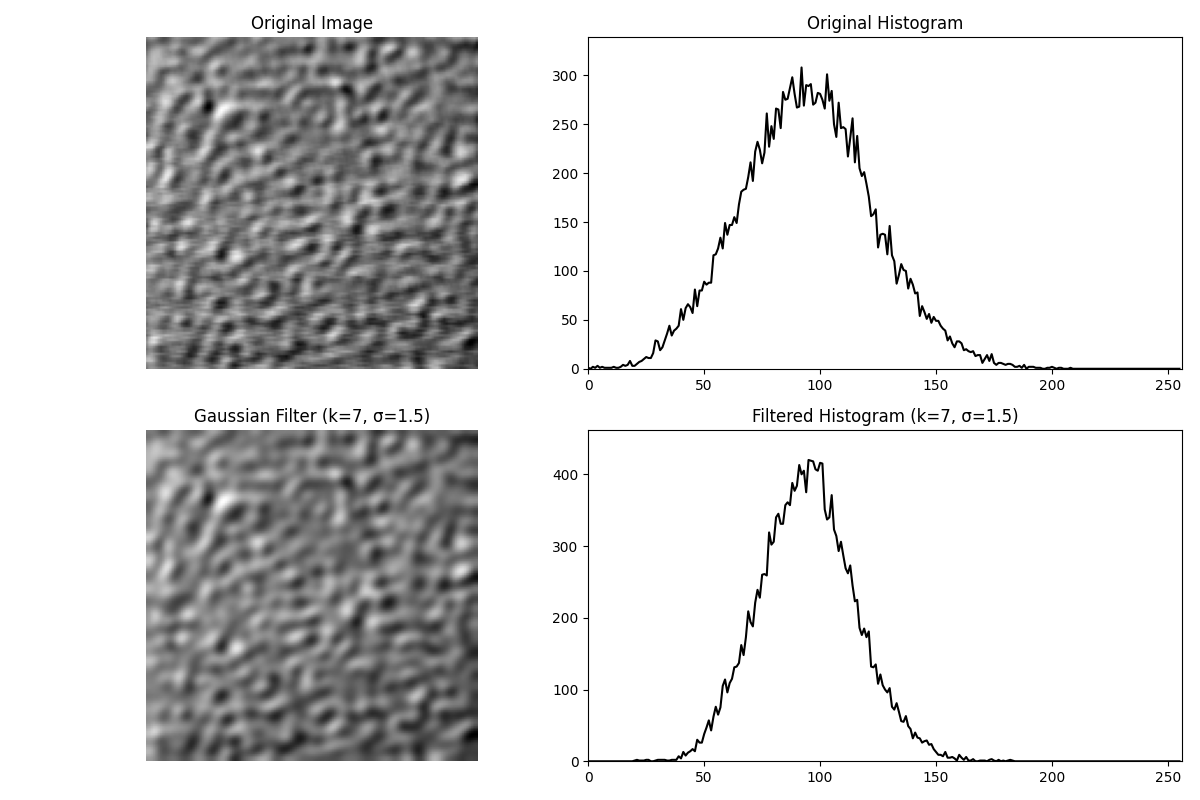 Original Image
Original Histogram
300
250
200
150
100
50
0
0 50 100 150 200 250
Gaussian Filter (k=7, σ=1.5)
Filtered Histogram (k=7, σ=1.5)
400
300
200
100
0
0 50 100 150 200 250